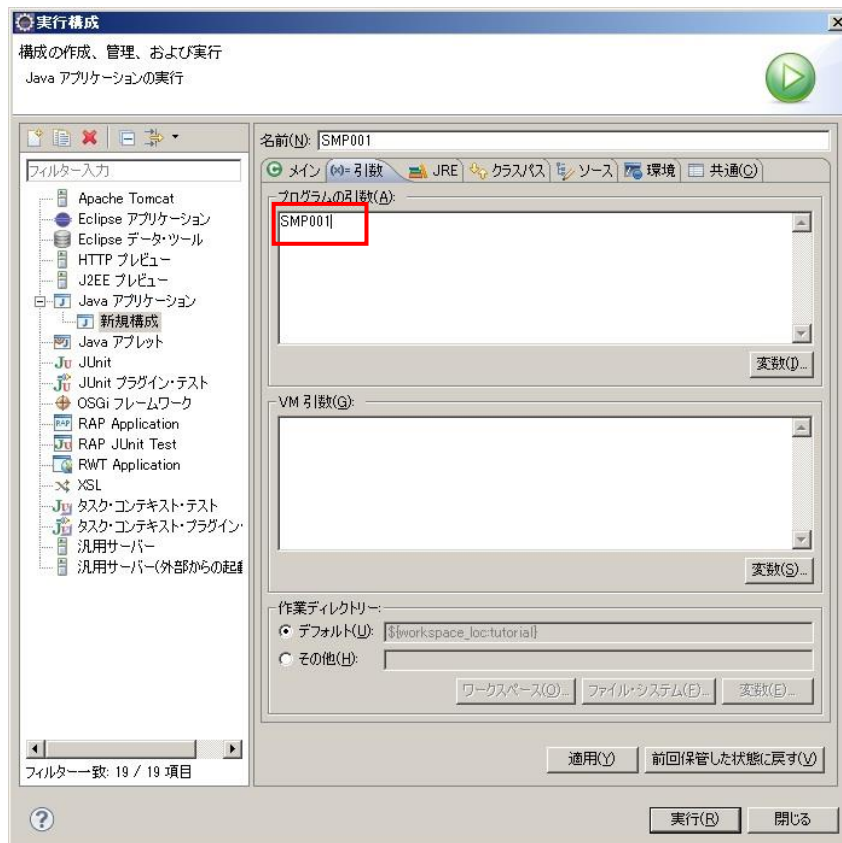 実行構成
構成の作成、管理、および実行
Java アプリケーションの実行
フィルター入力
Apache Tomcat
Eclipse アプリケーション
Eclipse データ・ツール
HTTP プレビュー
J2EE プレビュー
Java アプリケーション
新規構成
Java アプレット
JUnit
JUnit プラグイン・テスト
OSGi フレームワーク
RAP Application
RAP JUnit Test
RWT Application
XSL
タスク・コンテキスト・テスト
タスク・コンテキスト・プラグイン・
汎用サーバー
汎用サーバー(外部からの起動
フィルター一致: 19 / 19 項目
名前(N): SMP001
メイン (x)= 引数 JRE クラスパス ソース 環境 共通(C)
プログラムの引数(A):
SMP001
変数(I)...
VM 引数(G):
変数(S)...
作業ディレクトリー:
デフォルト(U): ${workspace_loc:tutorial}
その他(H):
ワークスペース(O)... ファイル・システム(F)... 変数(E)...
適用(Y) 前回保管した状態に戻す(V)
実行(R) 閉じる